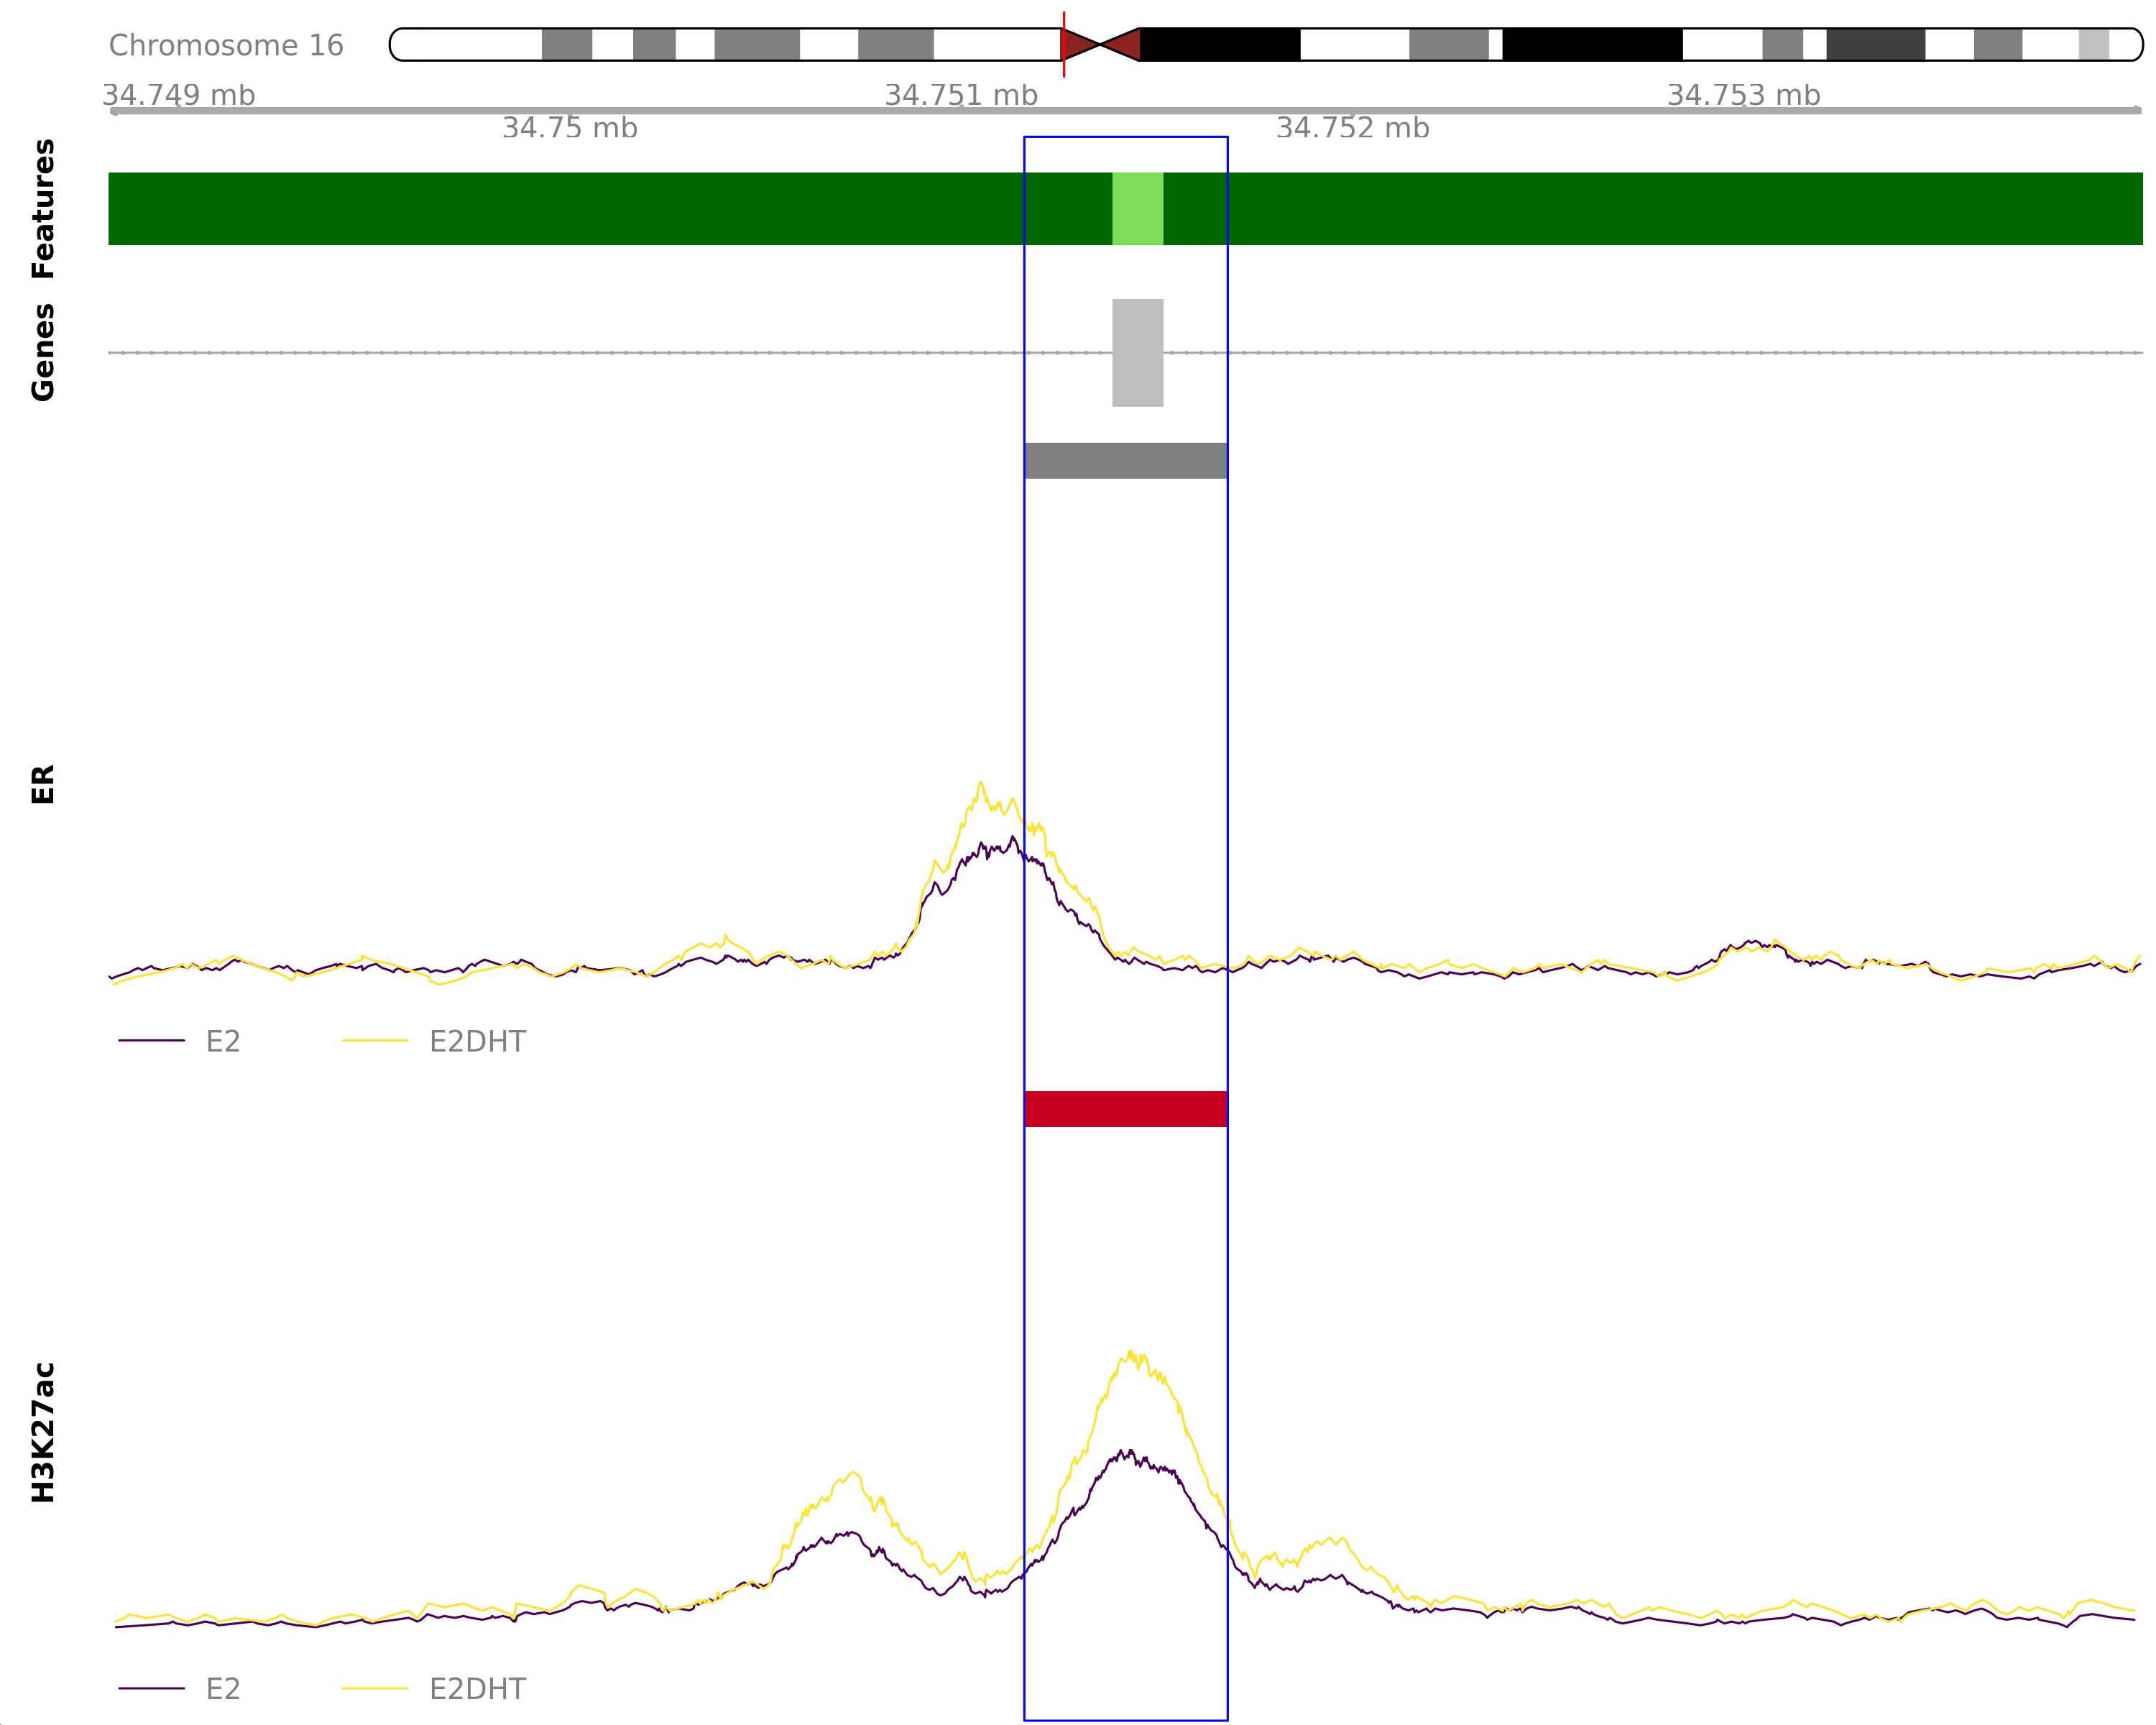 Chromosome 16
34.749 mb
34.751 mb
34.753 mb
34.75 mb
34.752 mb
Features
Genes
ER
E2
E2DHT
H3K27ac
E2
E2DHT